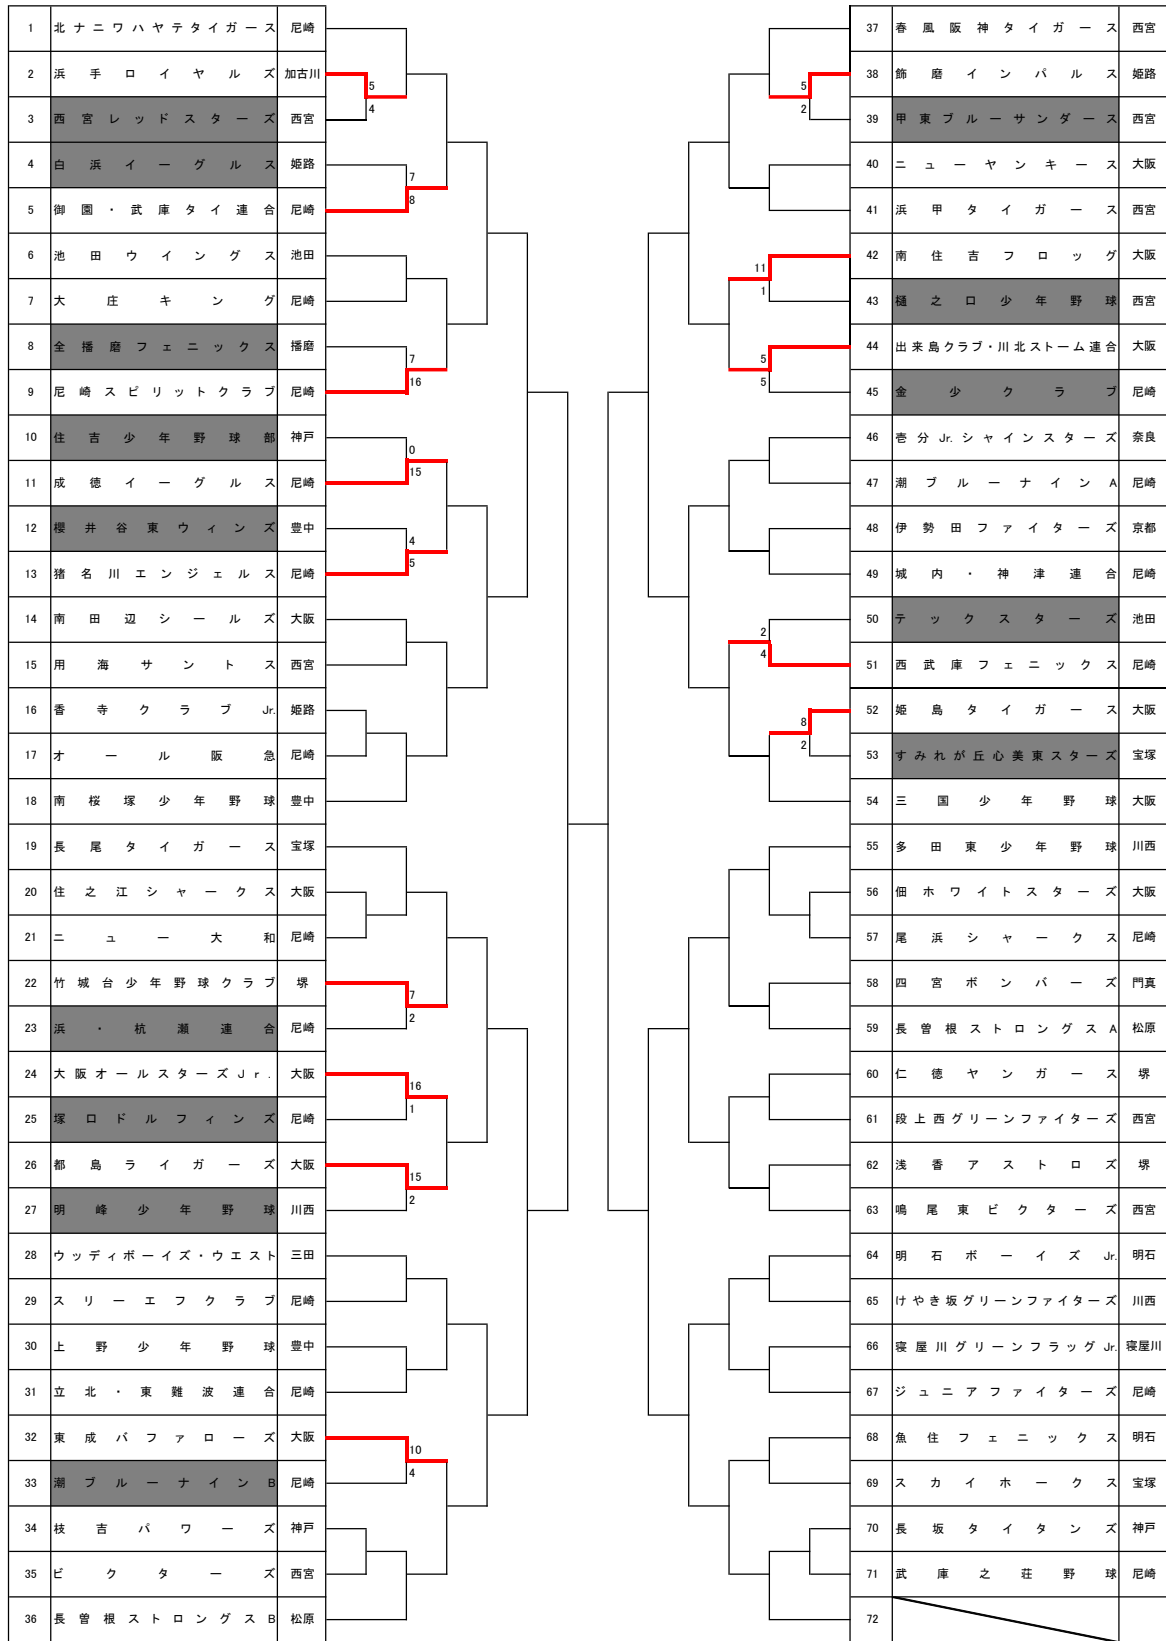 1 北ナニワハヤテタイガース 尼崎
2 浜手ロイヤルズ 加古川
5
4
3 西宮レッドスターズ 西宮
4 白浜イーグルス 姫路
7
8
5 御園・武庫タイ連合 尼崎
6 池田ウイングス 池田
7 大庄キング 尼崎
8 全播磨フェニックス 播磨
7
16
9 尼崎スピリットクラブ 尼崎
10 住吉少年野球部 神戸
0
15
11 成徳イーグルス 尼崎
12 櫻井谷東ウィンズ 豊中
4
5
13 猪名川エンジェルス 尼崎
14 南田辺シールズ 大阪
15 用海サントス 西宮
16 香寺クラブJr. 姫路
17 オール阪急 尼崎
18 南桜塚少年野球 豊中
19 長尾タイガース 宝塚
20 住之江シャークス 大阪
21 ニュー大和 尼崎
22 竹城台少年野球クラブ 堺
7
2
23 浜・杭瀬連合 尼崎
24 大阪オールスターズＪｒ. 大阪
16
1
25 塚口ドルフィンズ 尼崎
26 都島ライガーズ 大阪
15
2
27 明峰少年野球 川西
28 ウッディボーイズ・ウエスト 三田
29 スリーエフクラブ 尼崎
30 上野少年野球 豊中
31 立北・東難波連合 尼崎
32 東成バファローズ 大阪
10
4
33 潮ブルーナインB 尼崎
34 枝吉パワーズ 神戸
35 ビクターズ 西宮
36 長曽根ストロングスB 松原
37 春風阪神タイガース 西宮
38 飾磨インパルス 姫路
5
2
39 甲東ブルーサンダース 西宮
40 ニューヤンキース 大阪
41 浜甲タイガース 西宮
42 南住吉フロッグ 大阪
11
1
43 樋之口少年野球 西宮
44 出来島クラブ・川北ストーム連合 大阪
5
5
45 金少クラブ 尼崎
46 壱分Jr.シャインスターズ 奈良
47 潮ブルーナインA 尼崎
48 伊勢田ファイターズ 京都
49 城内・神津連合 尼崎
50 テックスターズ 池田
2
4
51 西武庫フェニックス 尼崎
52 姫島タイガース 大阪
8
2
53 すみれが丘心美東スターズ 宝塚
54 三国少年野球 大阪
55 多田東少年野球 川西
56 佃ホワイトスターズ 大阪
57 尾浜シャークス 尼崎
58 四宮ボンバーズ 門真
59 長曽根ストロングスA 松原
60 仁徳ヤンガース 堺
61 段上西グリーンファイターズ 西宮
62 浅香アストロズ 堺
63 鳴尾東ビクターズ 西宮
64 明石ボーイズJr. 明石
65 けやき坂グリーンファイターズ 川西
66 寝屋川グリーンフラッグJr. 寝屋川
67 ジュニアファイターズ 尼崎
68 魚住フェニックス 明石
69 スカイホークス 宝塚
70 長坂タイタンズ 神戸
71 武庫之荘野球 尼崎
72